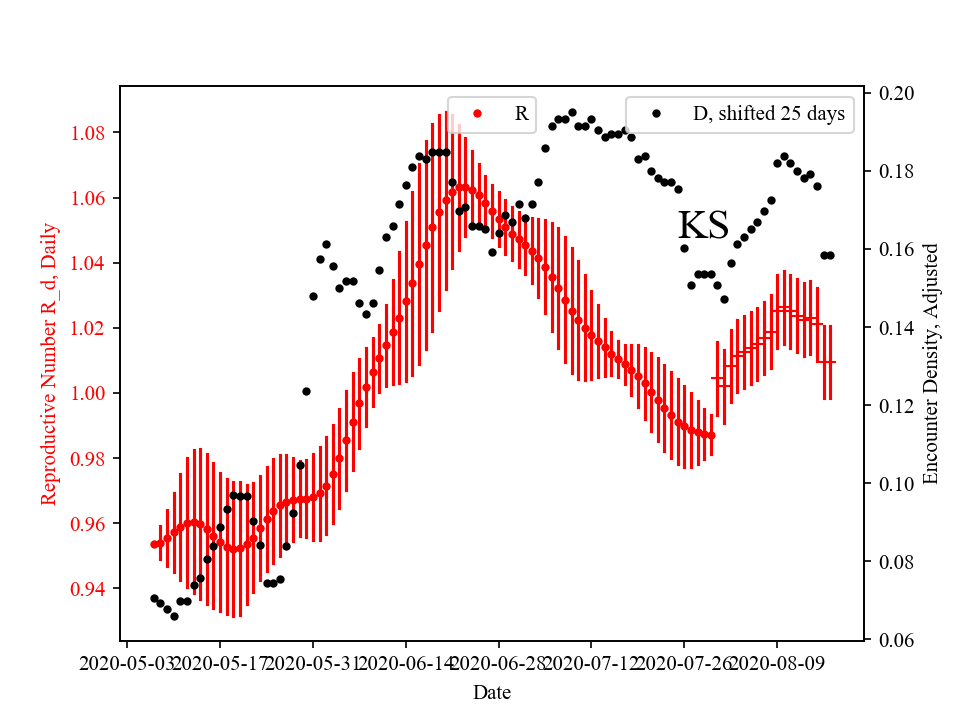 R
D, shifted 25 days
KS
Reproductive Number R_d, Daily
1.08
1.06
1.04
1.02
1.00
0.98
0.96
0.94
0.20
0.18
0.16
0.14
0.12
0.10
0.08
0.06
Encounter Density, Adjusted
2020-05-03 2020-05-17 2020-05-31 2020-06-14 2020-06-28 2020-07-12 2020-07-26 2020-08-09
Date